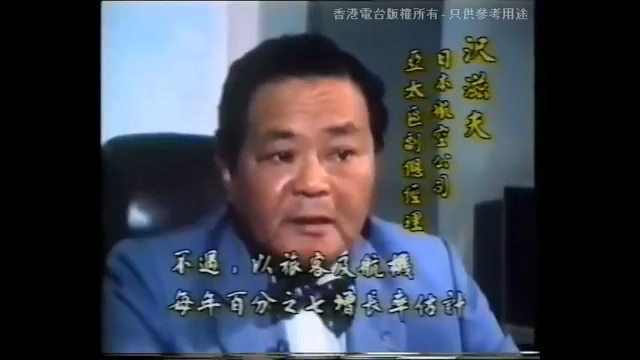 香港電台版權所有 - 只供參考用途
沢滋夫
日本航空公司
亞太區副總經理
不過，以旅客及航機
每年百分之七增長率估計